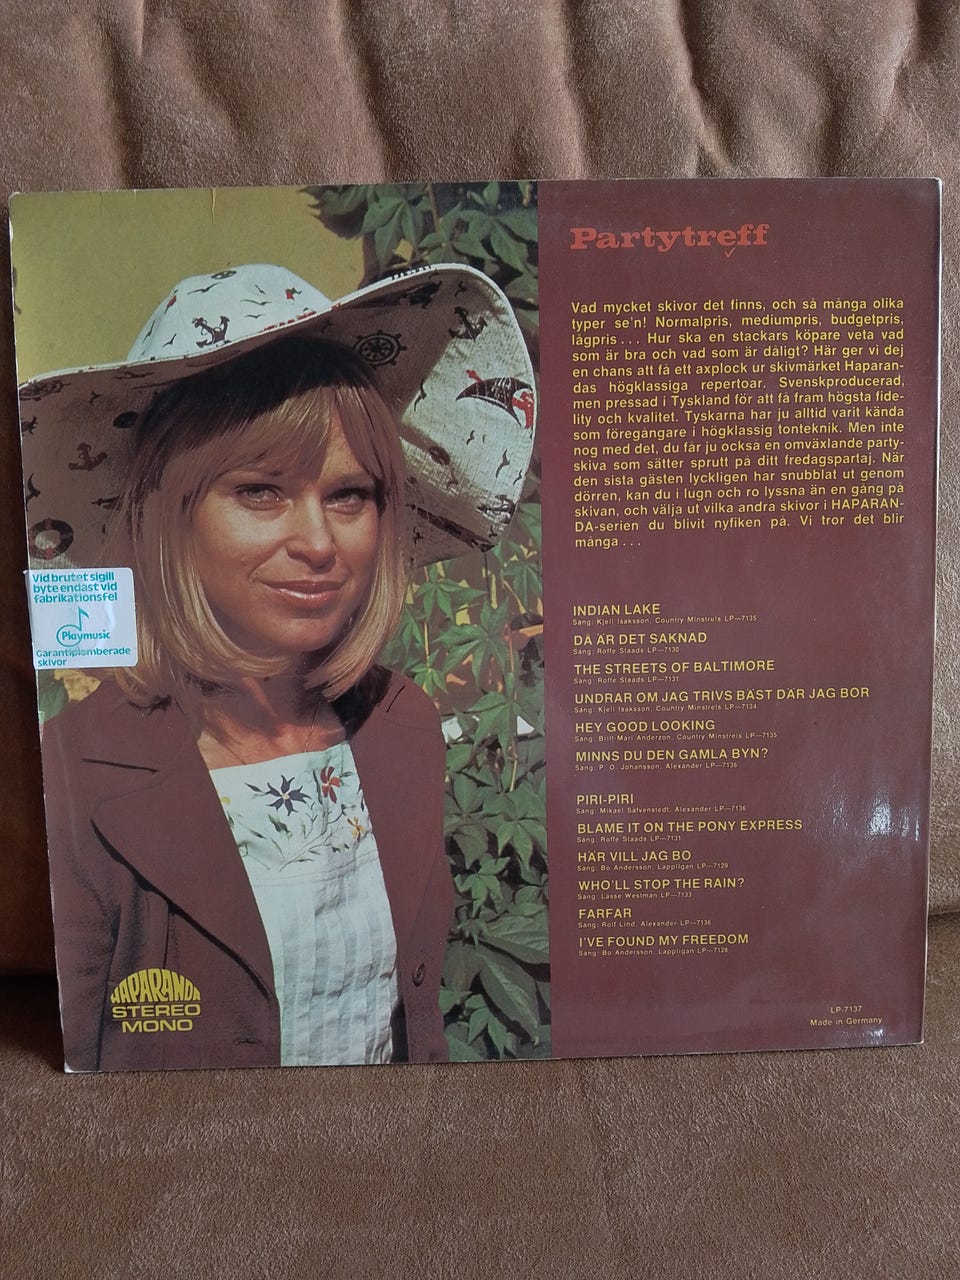 Partytreff
Vad mycket skivor det finns, och så många olika
typer se'n! Normalpris, mediumpris, budgetpris,
lågpris . . . Hur ska en stackars köpare veta vad
som är bra och vad som är dåligt? Här ger vi dej
en chans att få ett axplock ur skivmärket Haparan-
das högklassiga repertoar. Svenskproducerad,
men pressad i Tyskland för att få fram högsta fide-
lity och kvalitet. Tyskarna har ju alltid varit kända
som föregångare i högklassig tonteknik. Men inte
nog med det, du får ju också en omväxlande party-
skiva som sätter sprutt på ditt fredagspartaj. När
den sista gästen lyckligen har snubblat ut genom
dörren, kan du i lugn och ro lyssna än en gång på
skivan, och välja ut vilka andra skivor i HAPARAN-
DA-serien du blivit nyfiken på. Vi tror det blir
många . . .
INDIAN LAKE
Sång: Kjell Isaksson, Country Minstrels LP—7135
DÅ ÄR DET SAKNAD
Sång: Roffe Staads LP—7130
THE STREETS OF BALTIMORE
Sång: Roffe Staads LP—7131
UNDRAR OM JAG TRIVS BÄST DÄR JAG BOR
Sång: Kjell Isaksson, Country Minstrels LP—7134
HEY GOOD LOOKING
Sång: Britt-Mari Anderzon, Country Minstrels LP—7135
MINNS DU DEN GAMLA BYN?
Sång: P. O. Johansson, Alexander LP—7136
PIRI-PIRI
Sång: Mikael Säfvenstedt, Alexander LP—7136
BLAME IT ON THE PONY EXPRESS
Sång: Roffe Staads LP—7131
HÄR VILL JAG BO
Sång: Bo Andersson, Lappligan LP—7129
WHO'LL STOP THE RAIN?
Sång: Lasse Westman LP—7133
FARFAR
Sång: Rolf Lind, Alexander LP—7136
I'VE FOUND MY FREEDOM
Sång: Bo Andersson, Lappligan LP—7128
LP-7137
Made in Germany
Vid brutet sigill
byte endast vid
fabrikationsfel
Playmusic
Garantiplomberade
skivor
HAPARANDA
STEREO
MONO